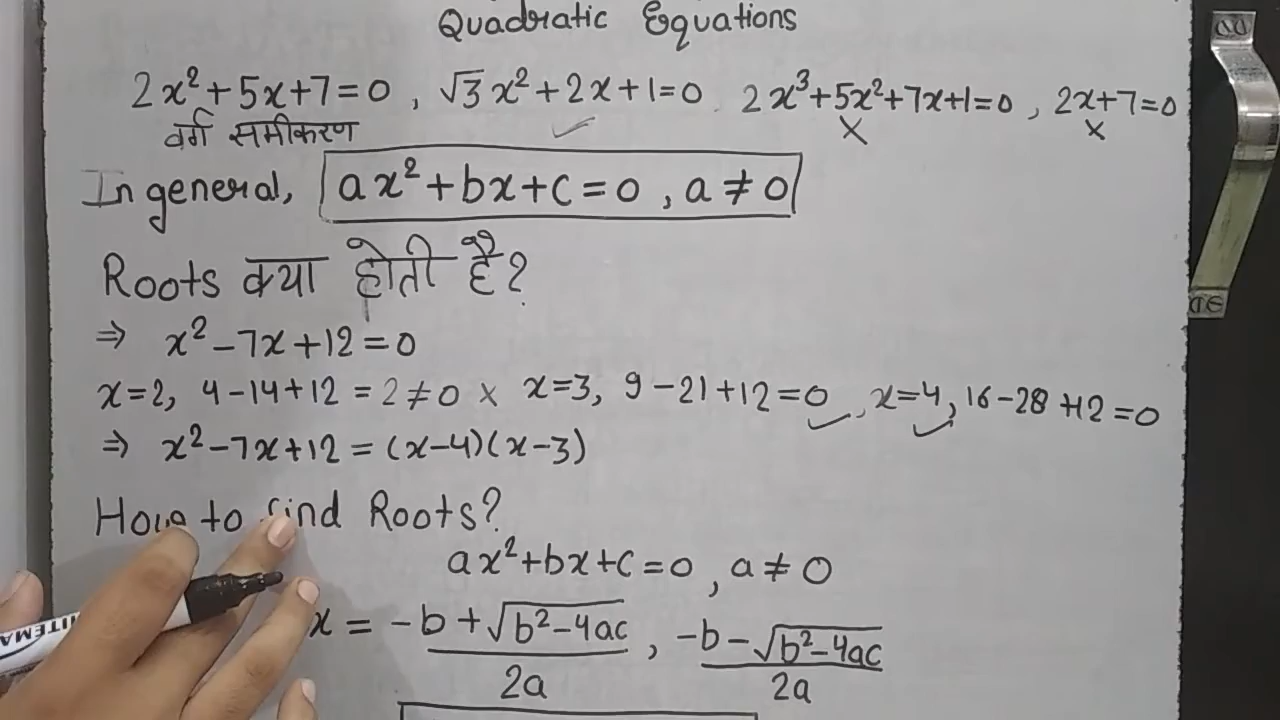 Quadratic Equations
2x²+5x+7=0, √3x²+2x+1=0. 2x³+5x²+7x+1=0, 2x+7=0
वर्ग समीकरण ✓ × ×
In general, ax²+bx+c=0, a≠0
Roots क्या होती है?
⇒ x²-7x+12=0
x=2, 4-14+12=2≠0 × x=3, 9-21+12=0 ✓, x=4, 16-28+12=0 ✓
⇒ x²-7x+12=(x-4)(x-3)
How to find Roots?
ax²+bx+c=0, a≠0
x = -b+√b²-4ac, -b-√b²-4ac
2a 2a